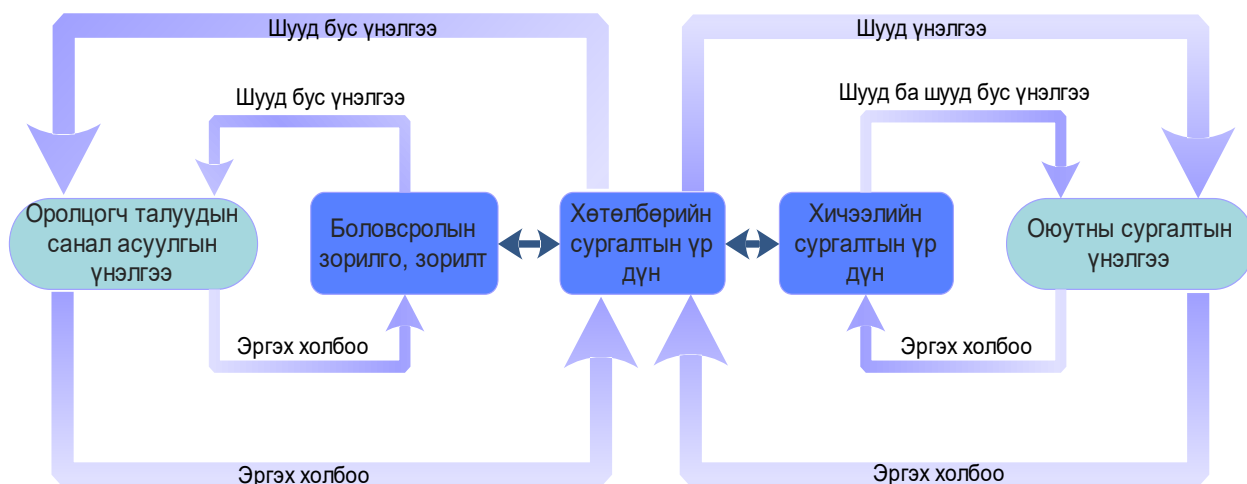 Шууд бус үнэлгээ
Шууд үнэлгээ
Шууд бус үнэлгээ
Шууд ба шууд бус үнэлгээ
Оролцогч талуудын
санал асуулгын
үнэлгээ
Боловсролын
зорилго, зорилт
Хөтөлбөрийн
сургалтын үр
дүн
Хичээлийн
сургалтын үр
дүн
Оюутны сургалтын
үнэлгээ
Эргэх холбоо
Эргэх холбоо
Эргэх холбоо
Эргэх холбоо